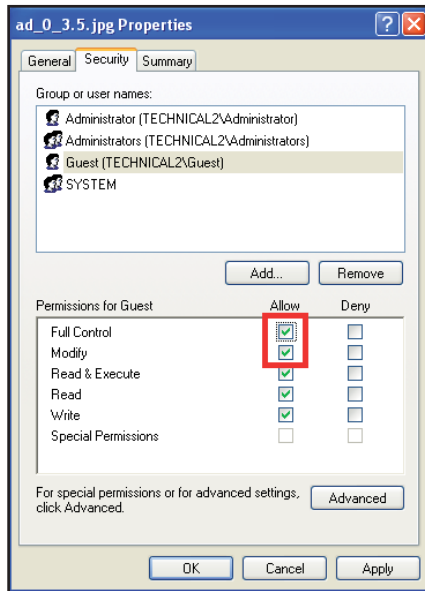 ad_0_3.5.jpg Properties
General Security Summary
Group or user names:
Administrator (TECHNICAL2\Administrator)
Administrators (TECHNICAL2\Administrators)
Guest (TECHNICAL2\Guest)
SYSTEM
Add... Remove
Permissions for Guest Allow Deny
Full Control
Modify
Read & Execute
Read
Write
Special Permissions
For special permissions or for advanced settings,
click Advanced.
Advanced
OK Cancel Apply